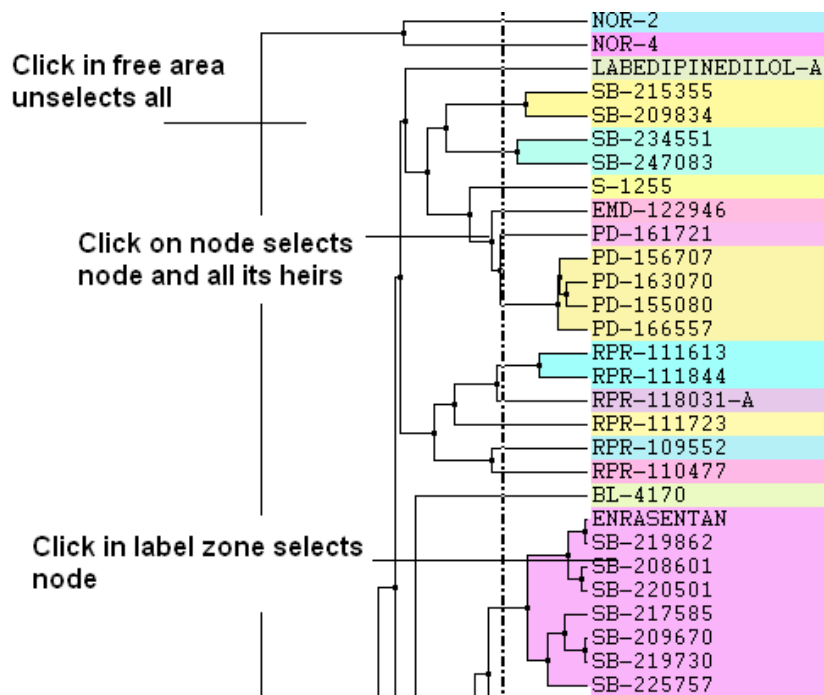 NOR-2
NOR-4
Click in free area
unselects all
LABEDIPINEDILOL-A
SB-215355
SB-209834
SB-234551
SB-247083
S-1255
EMD-122946
Click on node selects
node and all its heirs
PD-161721
PD-156707
PD-163070
PD-155080
PD-166557
RPR-111613
RPR-111844
RPR-118031-A
RPR-111723
RPR-109552
RPR-110477
BL-4170
ENRASENTAN
Click in label zone selects
node
SB-219862
SB-208601
SB-220501
SB-217585
SB-209670
SB-219730
SB-225757